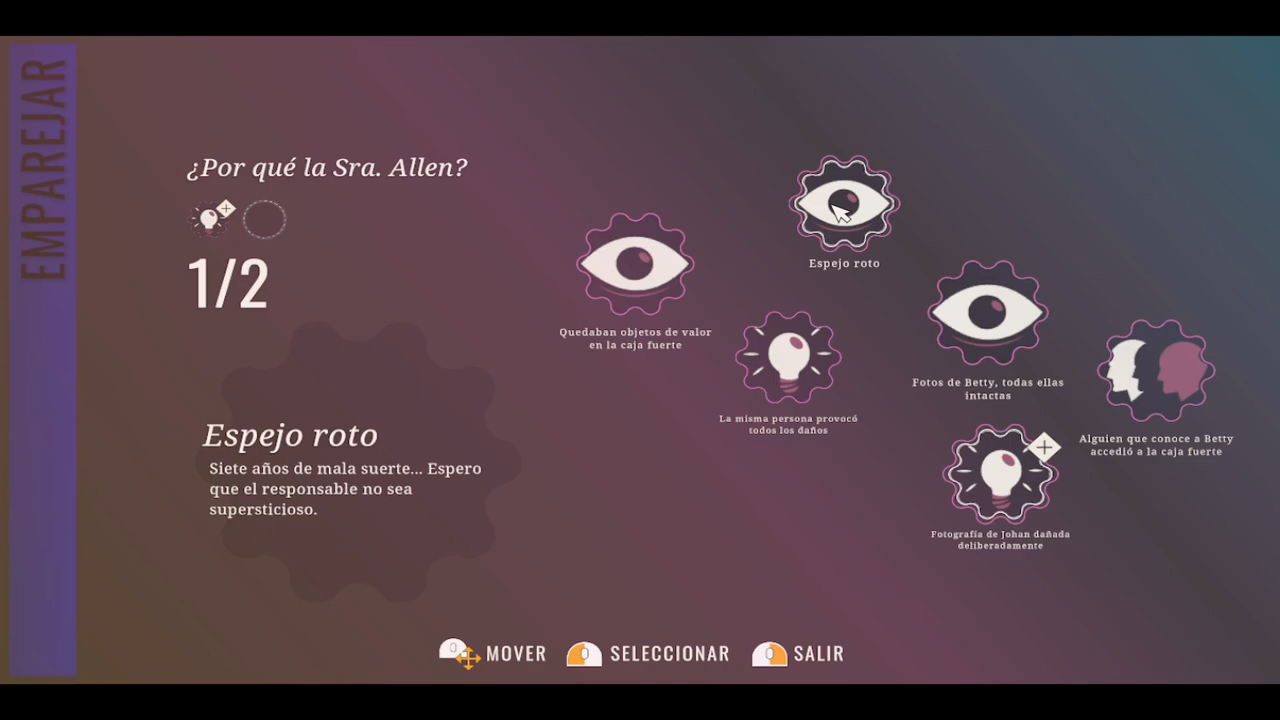 EMPAREJAR
¿Por qué la Sra. Allen?
1/2
Espejo roto
Siete años de mala suerte... Espero
que el responsable no sea
supersticioso.
Espejo roto
Quedaban objetos de valor
en la caja fuerte
Fotos de Betty, todas ellas
intactas
La misma persona provocó
todos los daños
Alguien que conoce a Betty
accedió a la caja fuerte
Fotografía de Johan dañada
deliberadamente
MOVER
SELECCIONAR
SALIR